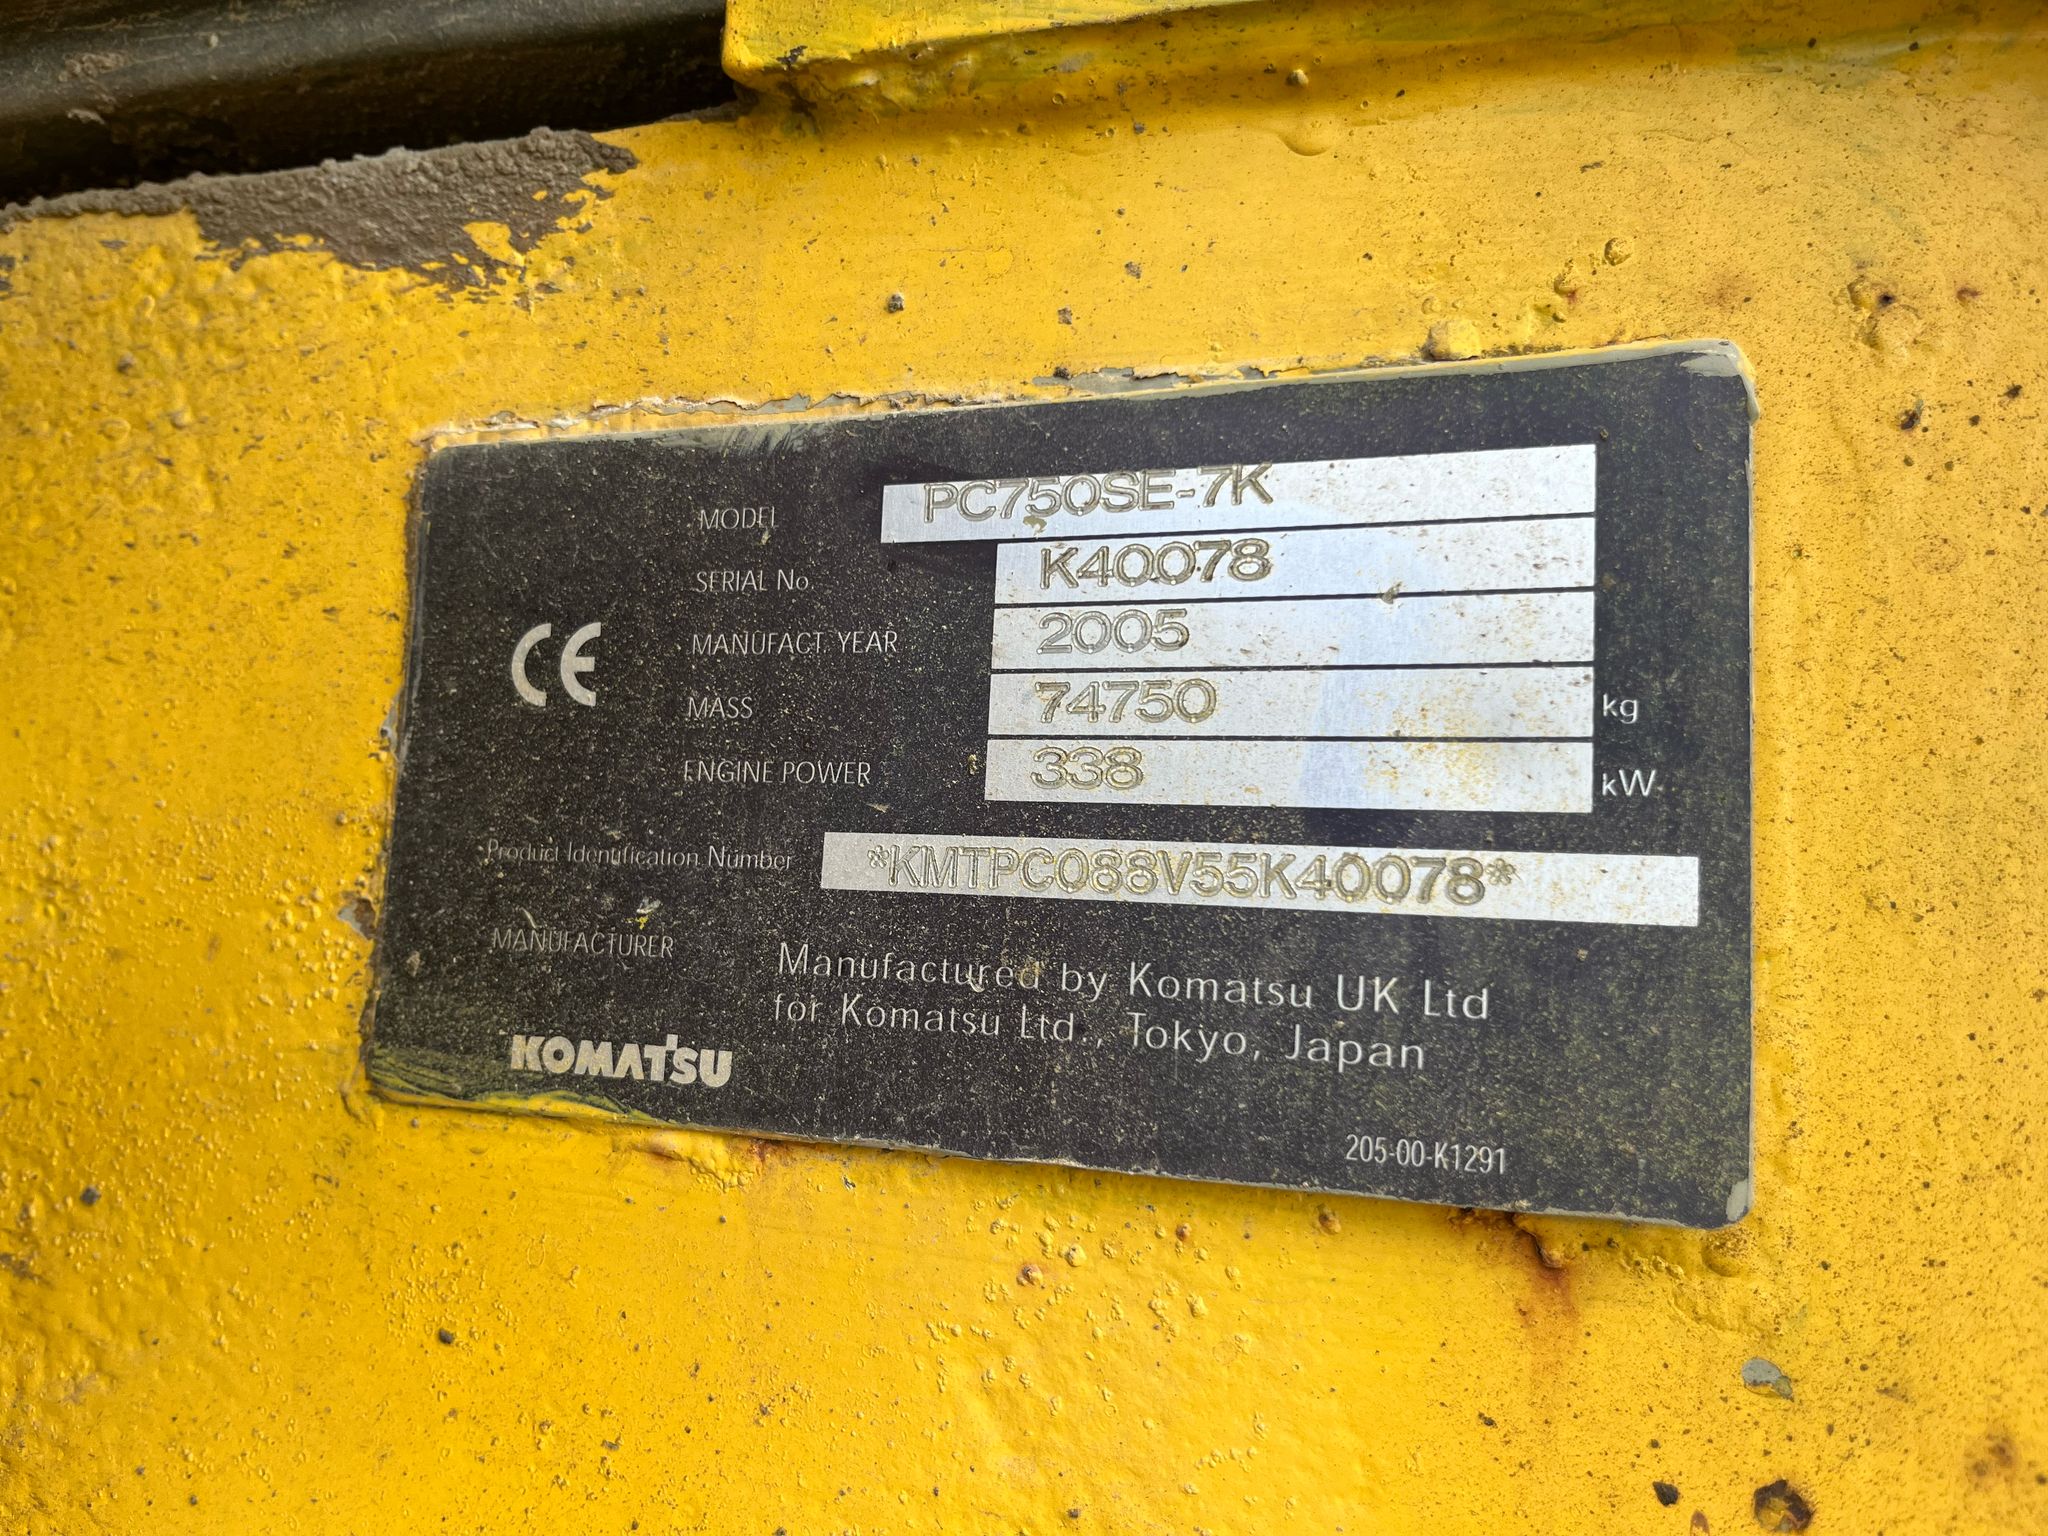 MODEL PC750SE-7K
SERIAL No. K40078
MANUFACT. YEAR 2005
MASS 74750 kg
ENGINE POWER 338 kW
Product Identification Number *KMTPC088V55K40078*
MANUFACTURER Manufactured by Komatsu UK Ltd
for Komatsu Ltd., Tokyo, Japan
CE
KOMATSU
205-00-K1291